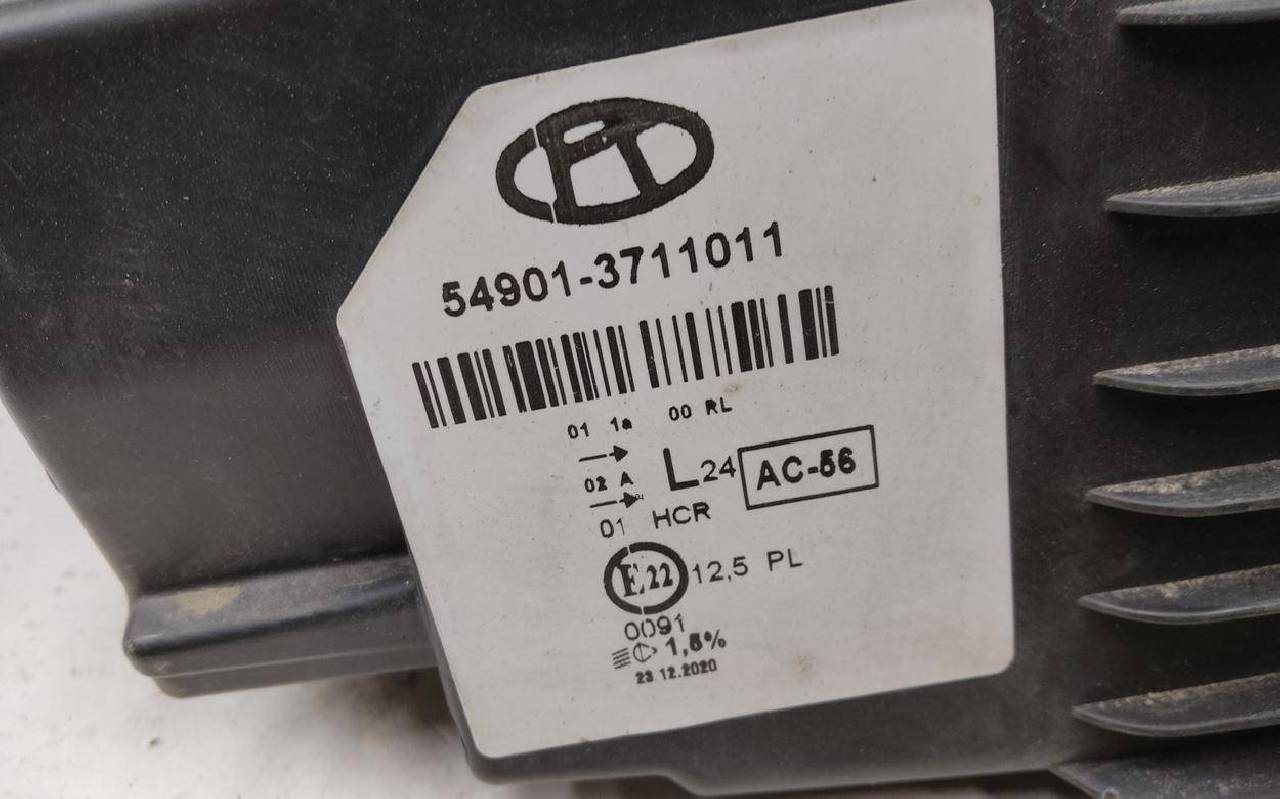 54901-3711011
01 1a 00 RL
02 A L24 AC-56
01 HCR
E22 12,5 PL
0091
1,5%
23.12.2020